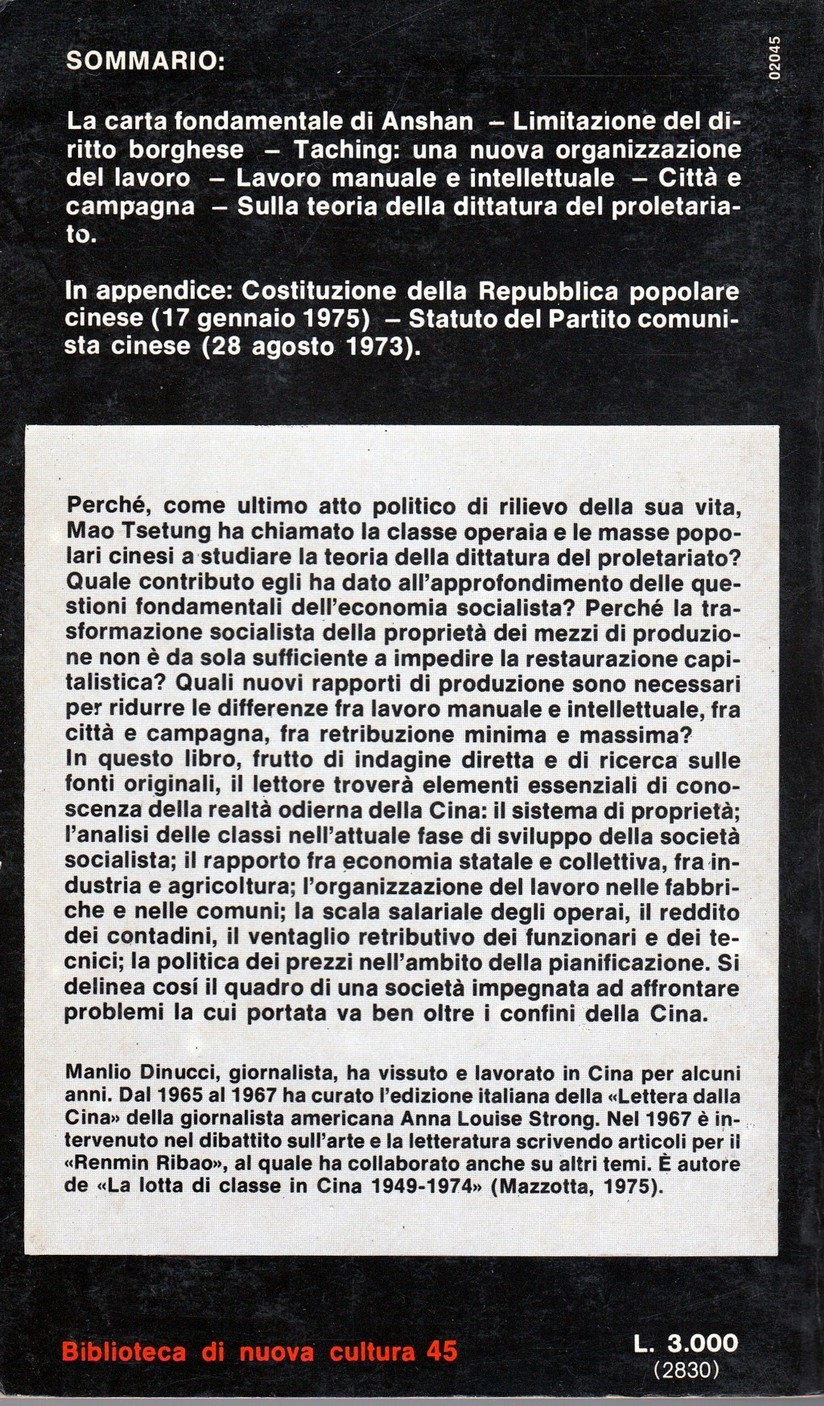 02045
SOMMARIO:
La carta fondamentale di Anshan – Limitazione del di-
ritto borghese – Taching: una nuova organizzazione
del lavoro – Lavoro manuale e intellettuale – Città e
campagna – Sulla teoria della dittatura del proletaria-
to.
In appendice: Costituzione della Repubblica popolare
cinese (17 gennaio 1975) – Statuto del Partito comuni-
sta cinese (28 agosto 1973).
Perché, come ultimo atto politico di rilievo della sua vita,
Mao Tsetung ha chiamato la classe operaia e le masse popo-
lari cinesi a studiare la teoria della dittatura del proletariato?
Quale contributo egli ha dato all'approfondimento delle que-
stioni fondamentali dell'economia socialista? Perché la tra-
sformazione socialista della proprietà dei mezzi di produzio-
ne non è da sola sufficiente a impedire la restaurazione capi-
talistica? Quali nuovi rapporti di produzione sono necessari
per ridurre le differenze fra lavoro manuale e intellettuale, fra
città e campagna, fra retribuzione minima e massima?
In questo libro, frutto di indagine diretta e di ricerca sulle
fonti originali, il lettore troverà elementi essenziali di cono-
scenza della realtà odierna della Cina: il sistema di proprietà;
l'analisi delle classi nell'attuale fase di sviluppo della società
socialista; il rapporto fra economia statale e collettiva, fra in-
dustria e agricoltura; l'organizzazione del lavoro nelle fabbri-
che e nelle comuni; la scala salariale degli operai, il reddito
dei contadini, il ventaglio retributivo dei funzionari e dei te-
cnici; la politica dei prezzi nell'ambito della pianificazione. Si
delinea cosí il quadro di una società impegnata ad affrontare
problemi la cui portata va ben oltre i confini della Cina.
Manlio Dinucci, giornalista, ha vissuto e lavorato in Cina per alcuni
anni. Dal 1965 al 1967 ha curato l'edizione italiana della «Lettera dalla
Cina» della giornalista americana Anna Louise Strong. Nel 1967 è in-
tervenuto nel dibattito sull'arte e la letteratura scrivendo articoli per il
«Renmin Ribao», al quale ha collaborato anche su altri temi. È autore
de «La lotta di classe in Cina 1949-1974» (Mazzotta, 1975).
Biblioteca di nuova cultura 45
L. 3.000
(2830)